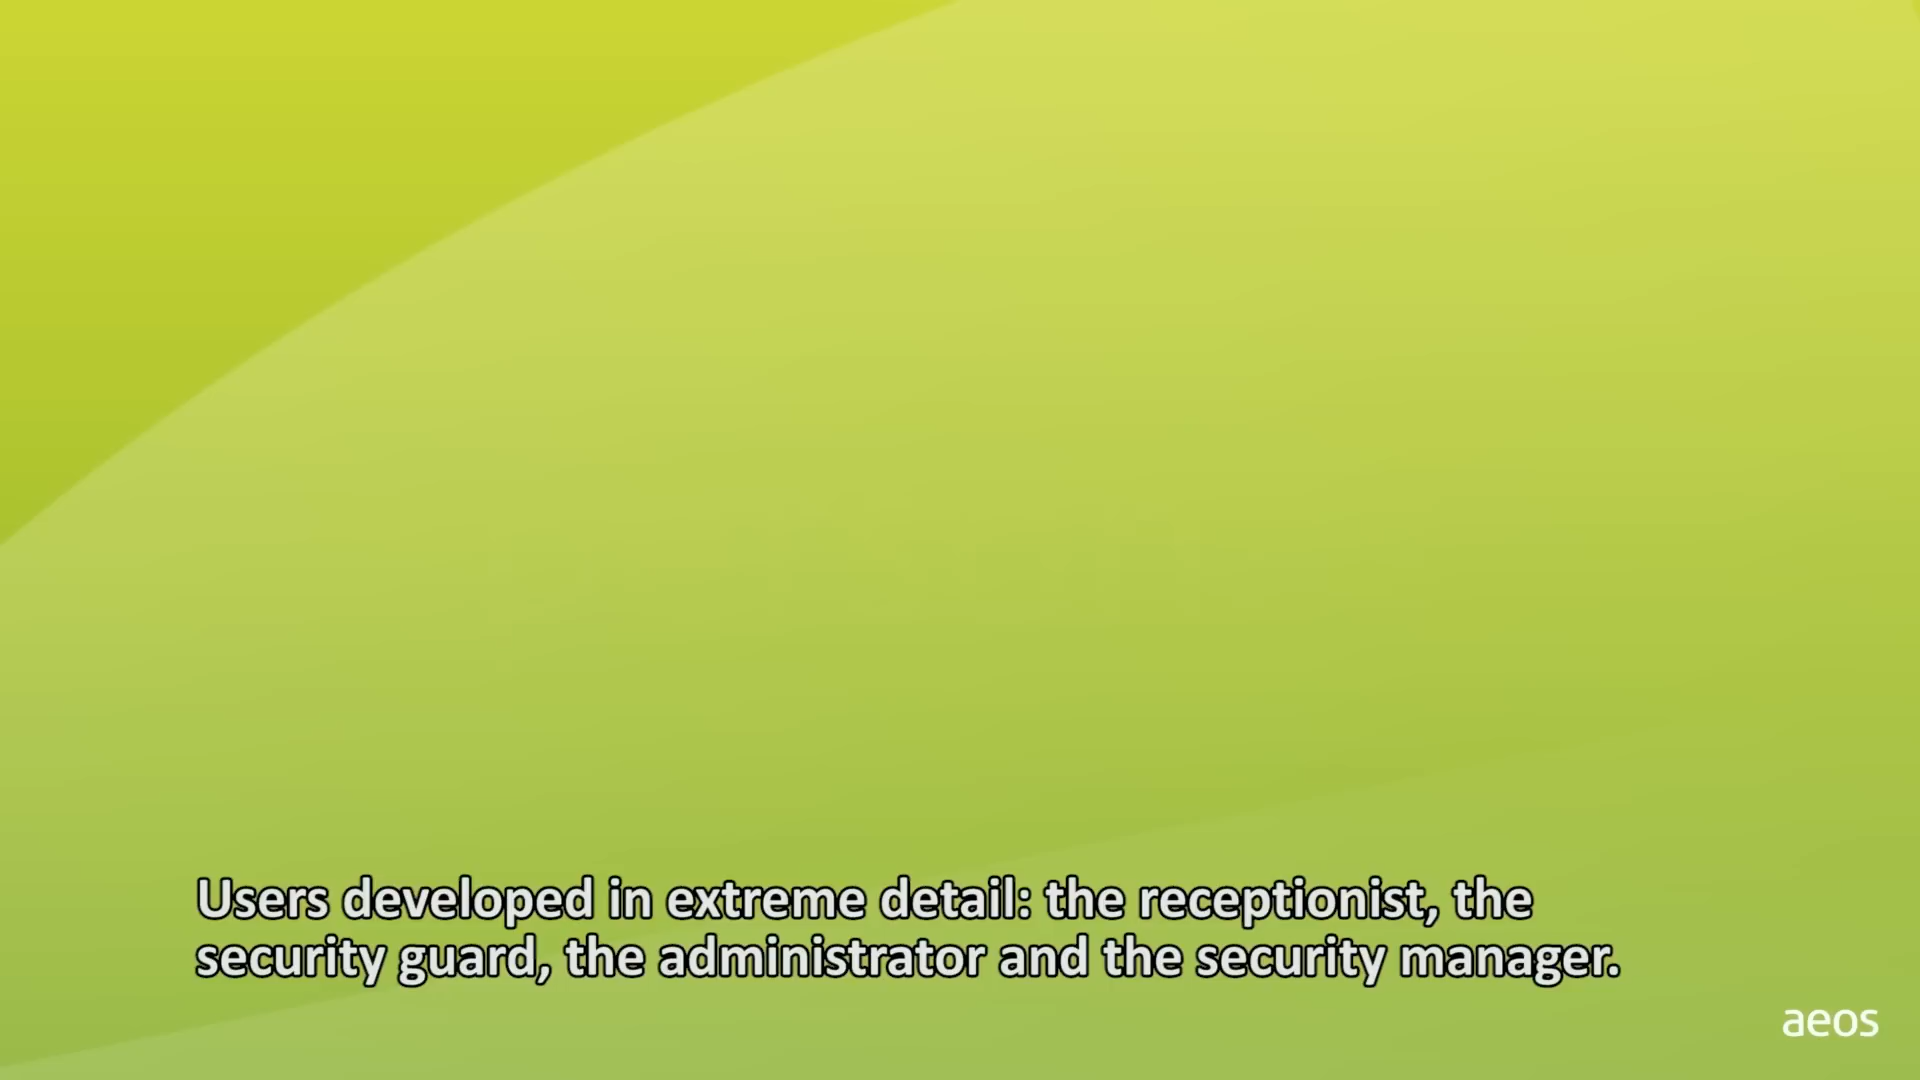 Users developed in extreme detail: the receptionist, the
security guard, the administrator and the security manager.
aeos